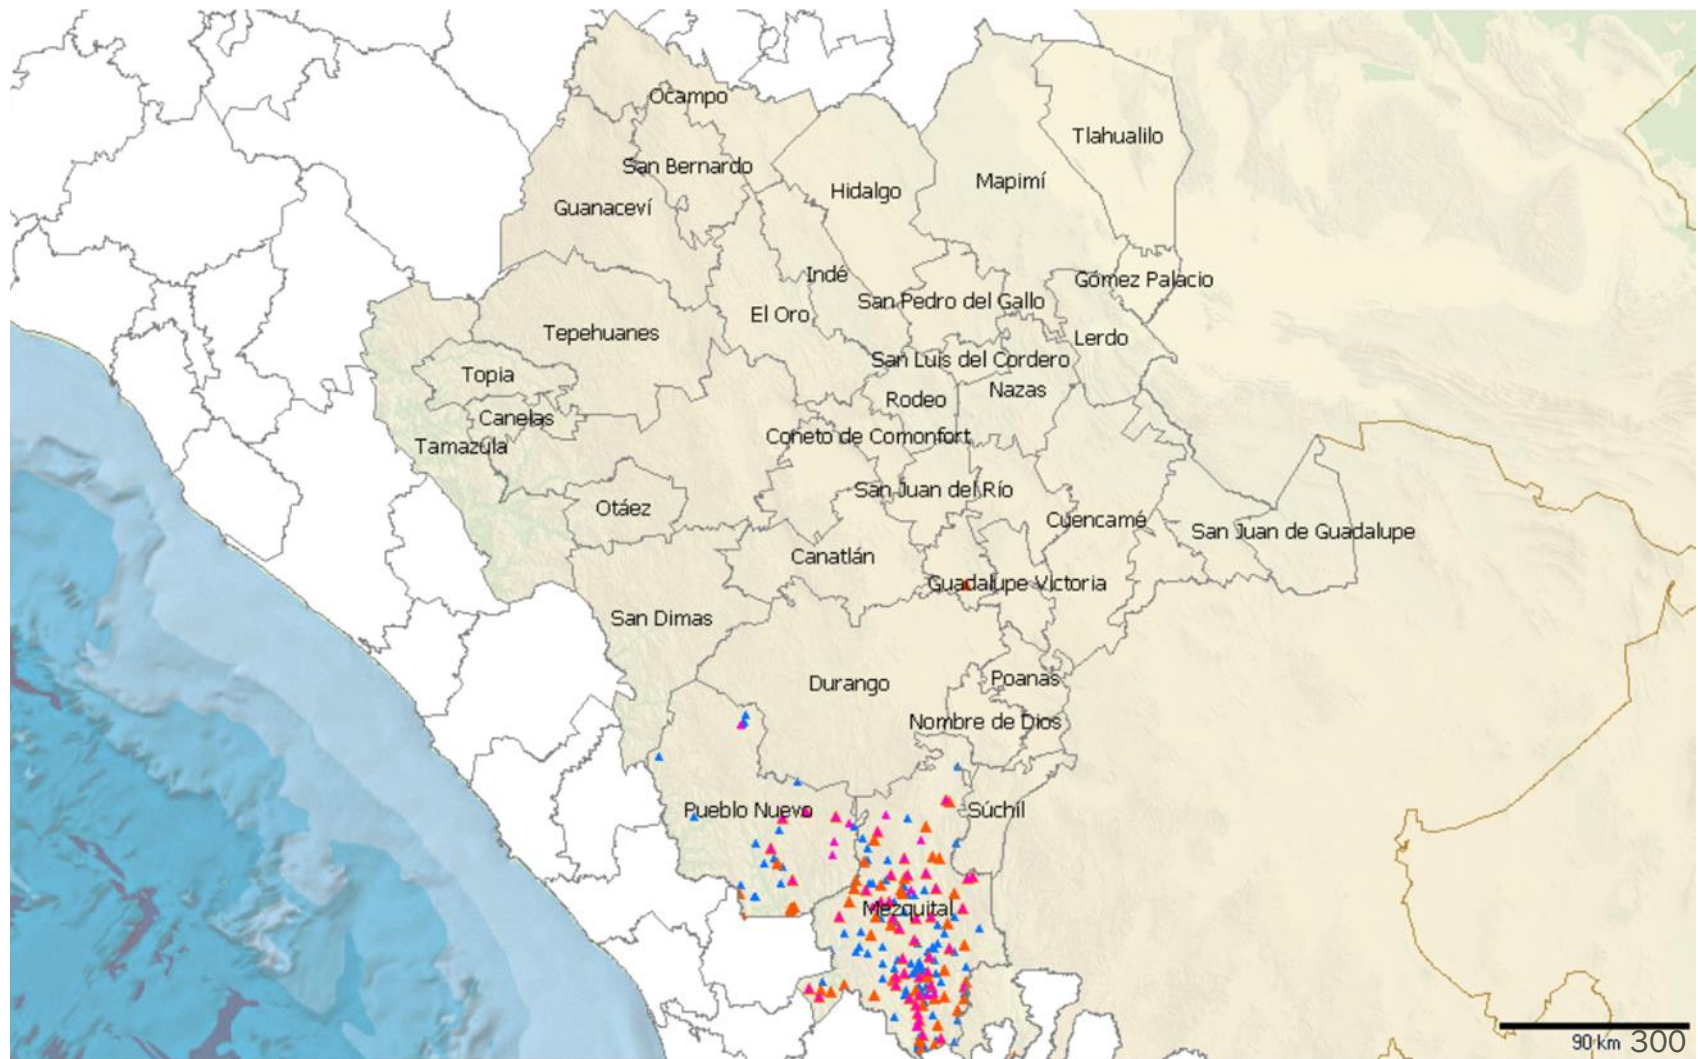 Ocampo
Tlahualilo
San Bernardo
Hidalgo
Mapimí
Guanaceví
Indé
Gómez Palacio
San Pedro del Gallo
El Oro
Tepehuanes
Lerdo
San Luis del Cordero
Topia
Nazas
Rodeo
Canelas
Coneto de Comonfort
Tamazula
San Juan del Río
Otáez
Cuencamé
San Juan de Guadalupe
Canatlán
Guadalupe Victoria
San Dimas
Durango
Poanas
Nombre de Dios
Pueblo Nuevo
Súchil
Mezquital
90 km 300